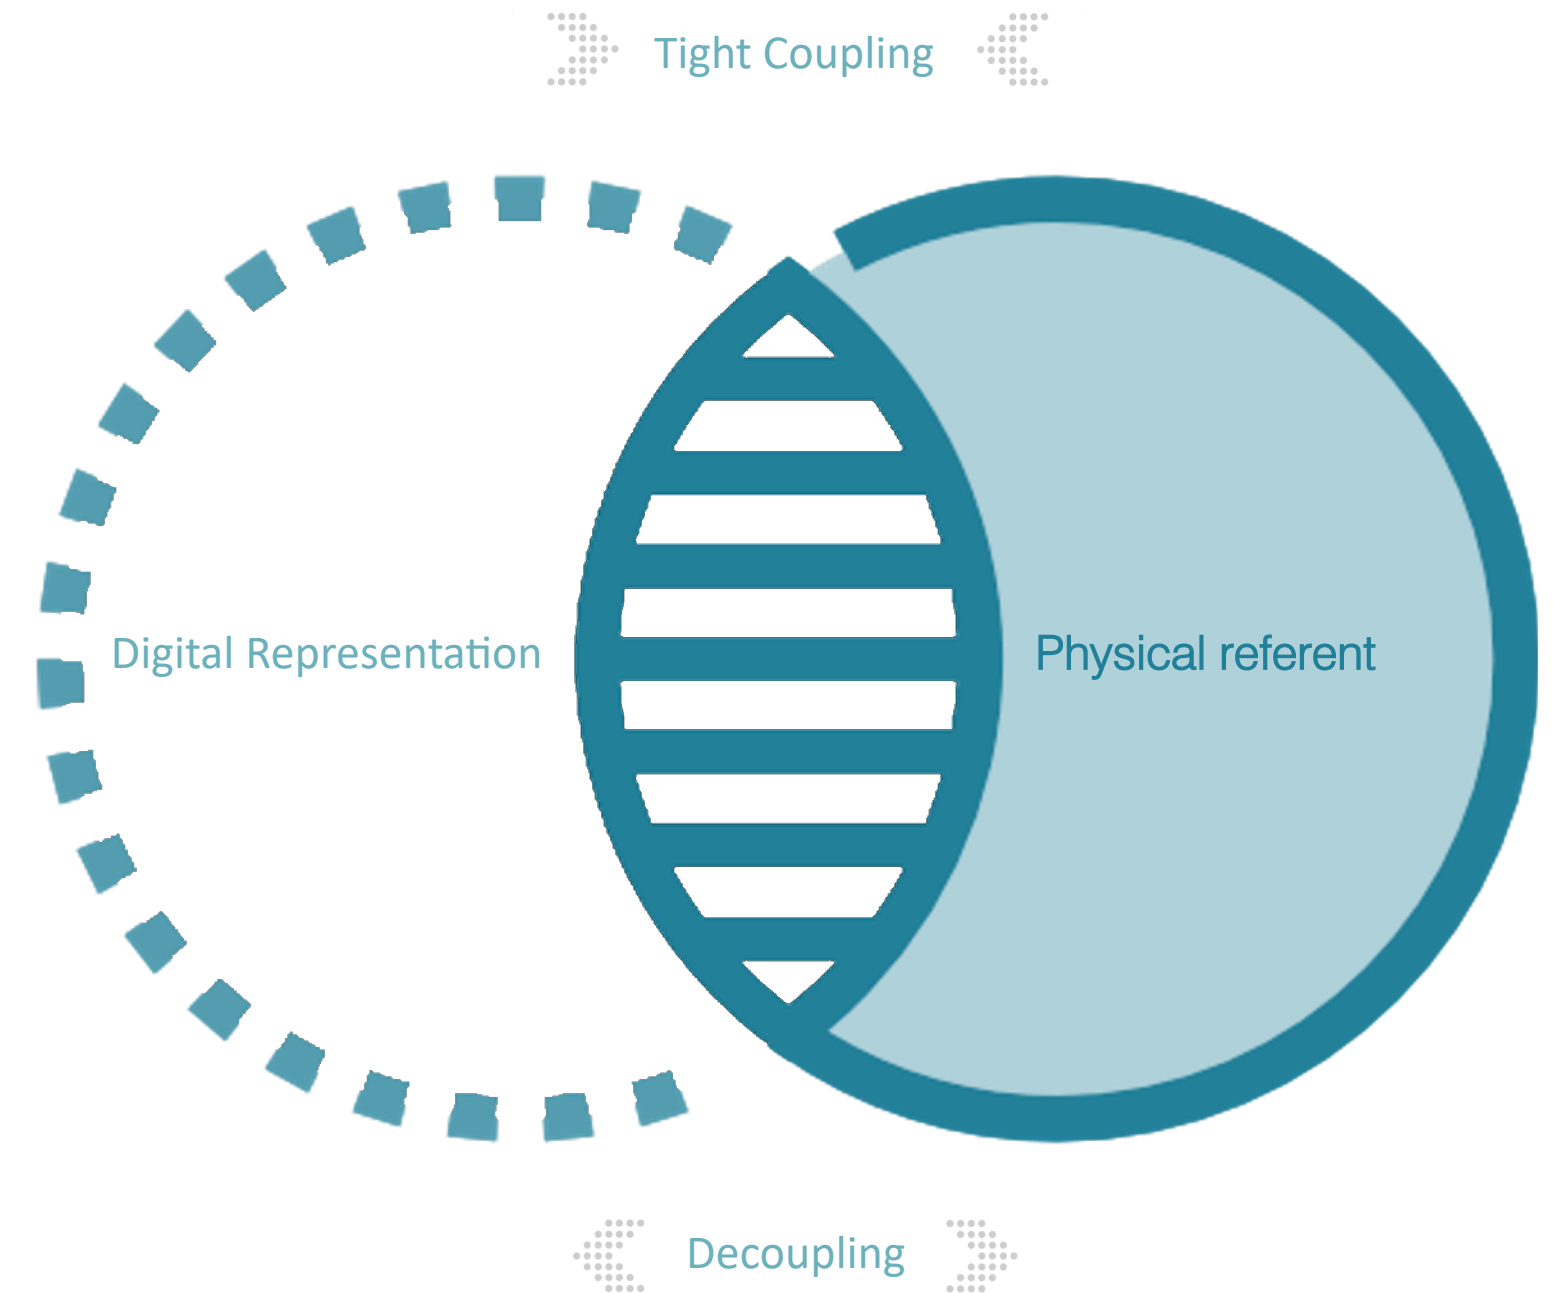 Tight Coupling
Digital Representation
Physical referent
Decoupling